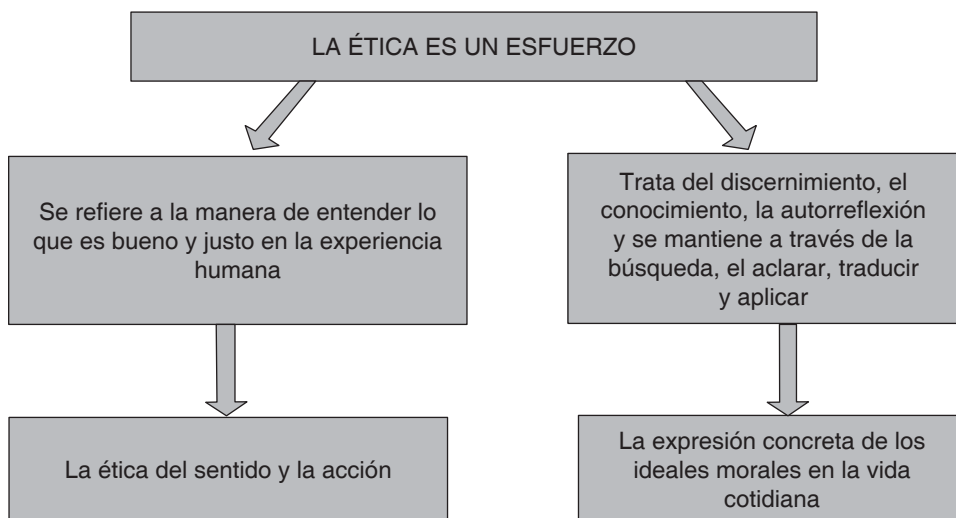 LA ÉTICA ES UN ESFUERZO
Se refiere a la manera de entender lo
que es bueno y justo en la experiencia
humana
Trata del discernimiento, el
conocimiento, la autorreflexión
y se mantiene a través de la
búsqueda, el aclarar, traducir
y aplicar
La ética del sentido y la acción
La expresión concreta de los
ideales morales en la vida
cotidiana